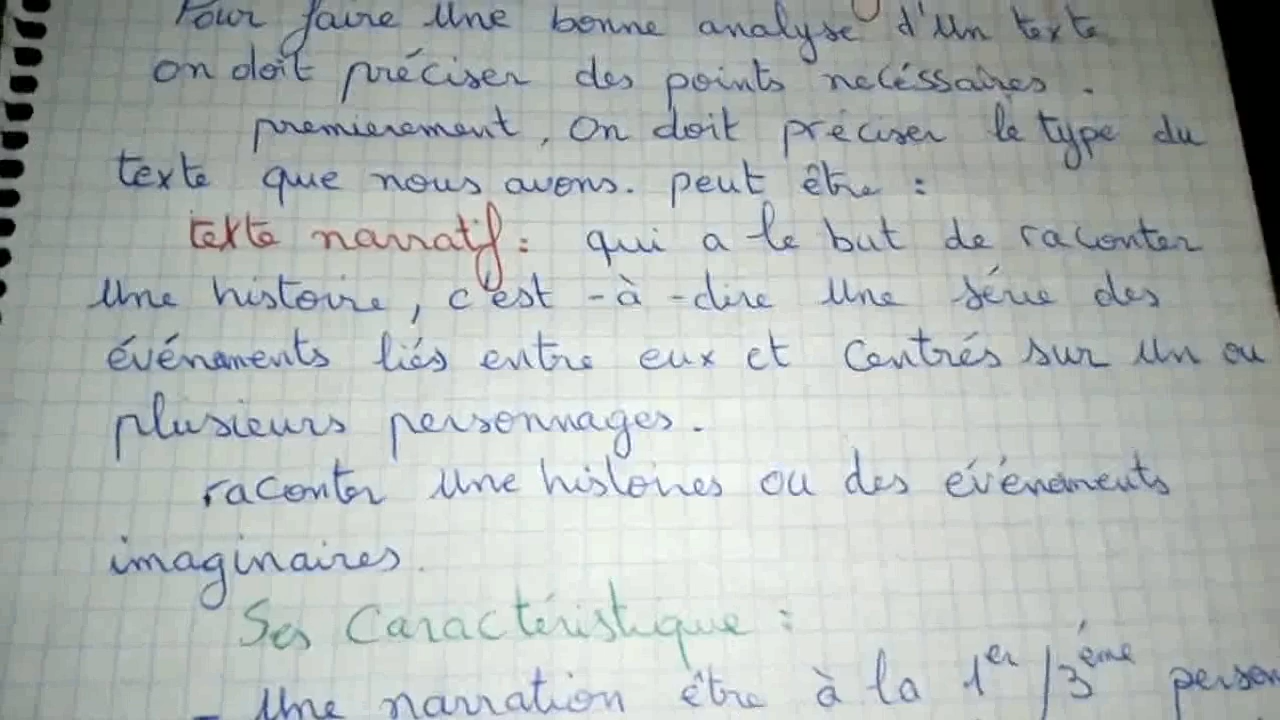 Pour faire une bonne analyse d'un texte
on doit préciser des points necéssaires.
premierement, on doit préciser le type du
texte que nous avons. peut être :
texte narratif : qui a le but de raconter
une histoire, c'est-à-dire une série des
événements liés entre eux et centrés sur un ou
plusieurs personnages.
raconter une histoires ou des événements
imaginaires.
Ses caractéristique :
- Une narration être à la 1er / 3ème person